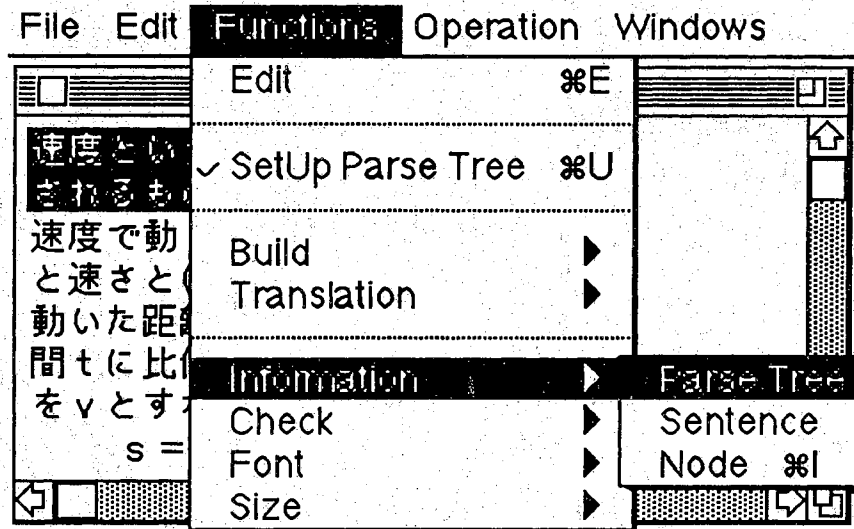 File Edit Functions Operation Windows
Edit ⌘E
✓ SetUp Parse Tree ⌘U
Build ▶
Translation ▶
Information ▶
Check ▶
Font ▶
Size ▶
Parse Tree
Sentence
Node ⌘I
速度とい
されるも
速度で動
と速さと
動いた距
間tに比
をvとす
s =